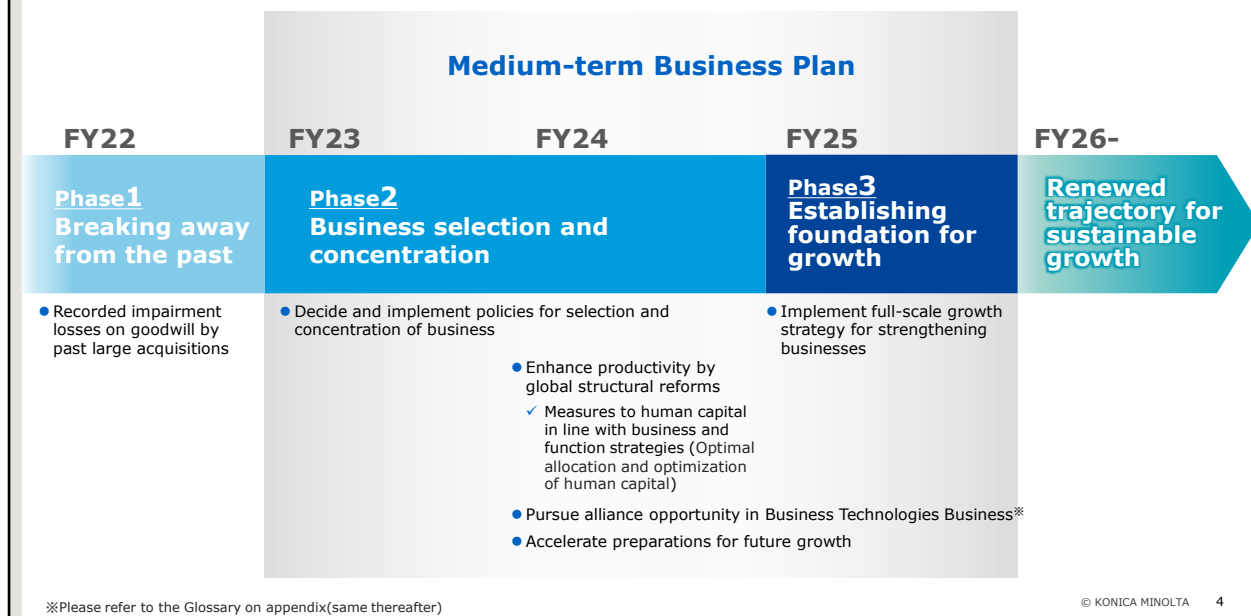 Medium-term Business Plan
FY22
FY23
FY24
FY25
FY26-
Phase1
Breaking away
from the past
Phase2
Business selection and
concentration
Phase3
Establishing
foundation for
growth
Renewed
trajectory for
sustainable
growth
● Recorded impairment
losses on goodwill by
past large acquisitions
● Decide and implement policies for selection and
concentration of business
● Implement full-scale growth
strategy for strengthening
businesses
● Enhance productivity by
global structural reforms
✓ Measures to human capital
in line with business and
function strategies (Optimal
allocation and optimization
of human capital)
● Pursue alliance opportunity in Business Technologies Business※
● Accelerate preparations for future growth
※Please refer to the Glossary on appendix(same thereafter)
© KONICA MINOLTA 4